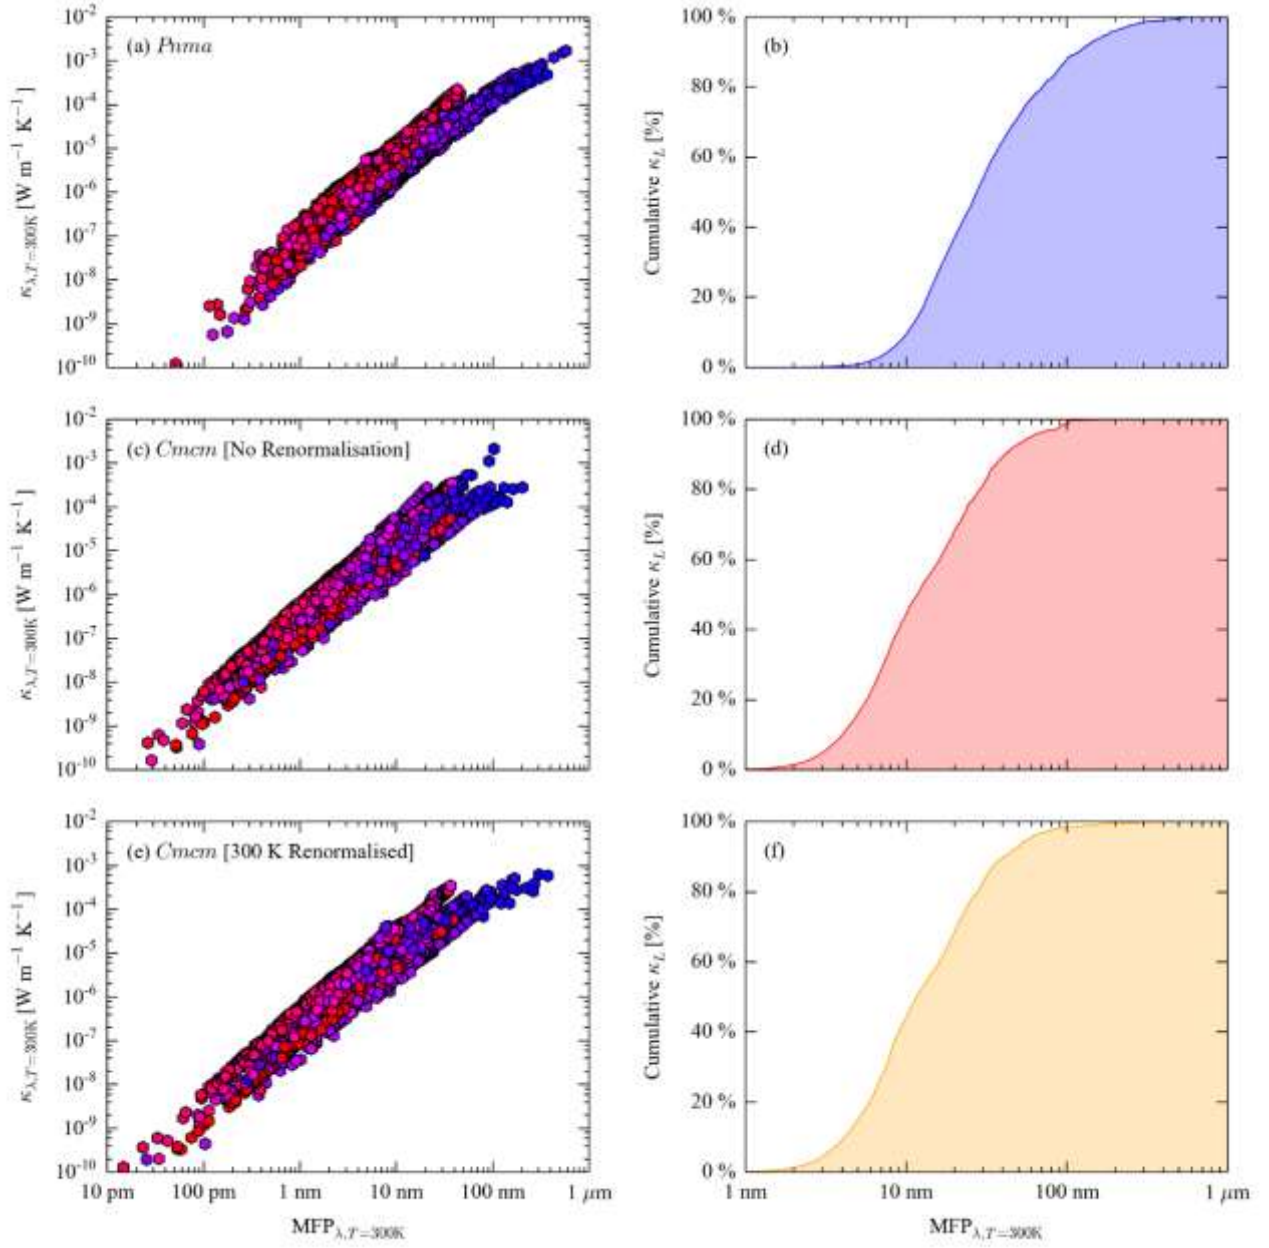 (a) Pnma
10⁻²
10⁻³
10⁻⁴
10⁻⁵
10⁻⁶
10⁻⁷
10⁻⁸
10⁻⁹
10⁻¹⁰
κλ,T=300K [W m⁻¹ K⁻¹]
(b)
100 %
80 %
60 %
40 %
20 %
0 %
Cumulative κL [%]
(c) Cmcm [No Renormalisation]
10⁻²
10⁻³
10⁻⁴
10⁻⁵
10⁻⁶
10⁻⁷
10⁻⁸
10⁻⁹
10⁻¹⁰
κλ,T=300K [W m⁻¹ K⁻¹]
(d)
100 %
80 %
60 %
40 %
20 %
0 %
Cumulative κL [%]
(e) Cmcm [300 K Renormalised]
10⁻²
10⁻³
10⁻⁴
10⁻⁵
10⁻⁶
10⁻⁷
10⁻⁸
10⁻⁹
10⁻¹⁰
κλ,T=300K [W m⁻¹ K⁻¹]
10 pm 100 pm 1 nm 10 nm 100 nm 1 μm
MFPλ,T=300K
(f)
100 %
80 %
60 %
40 %
20 %
0 %
Cumulative κL [%]
1 nm 10 nm 100 nm 1 μm
MFPλ,T=300K